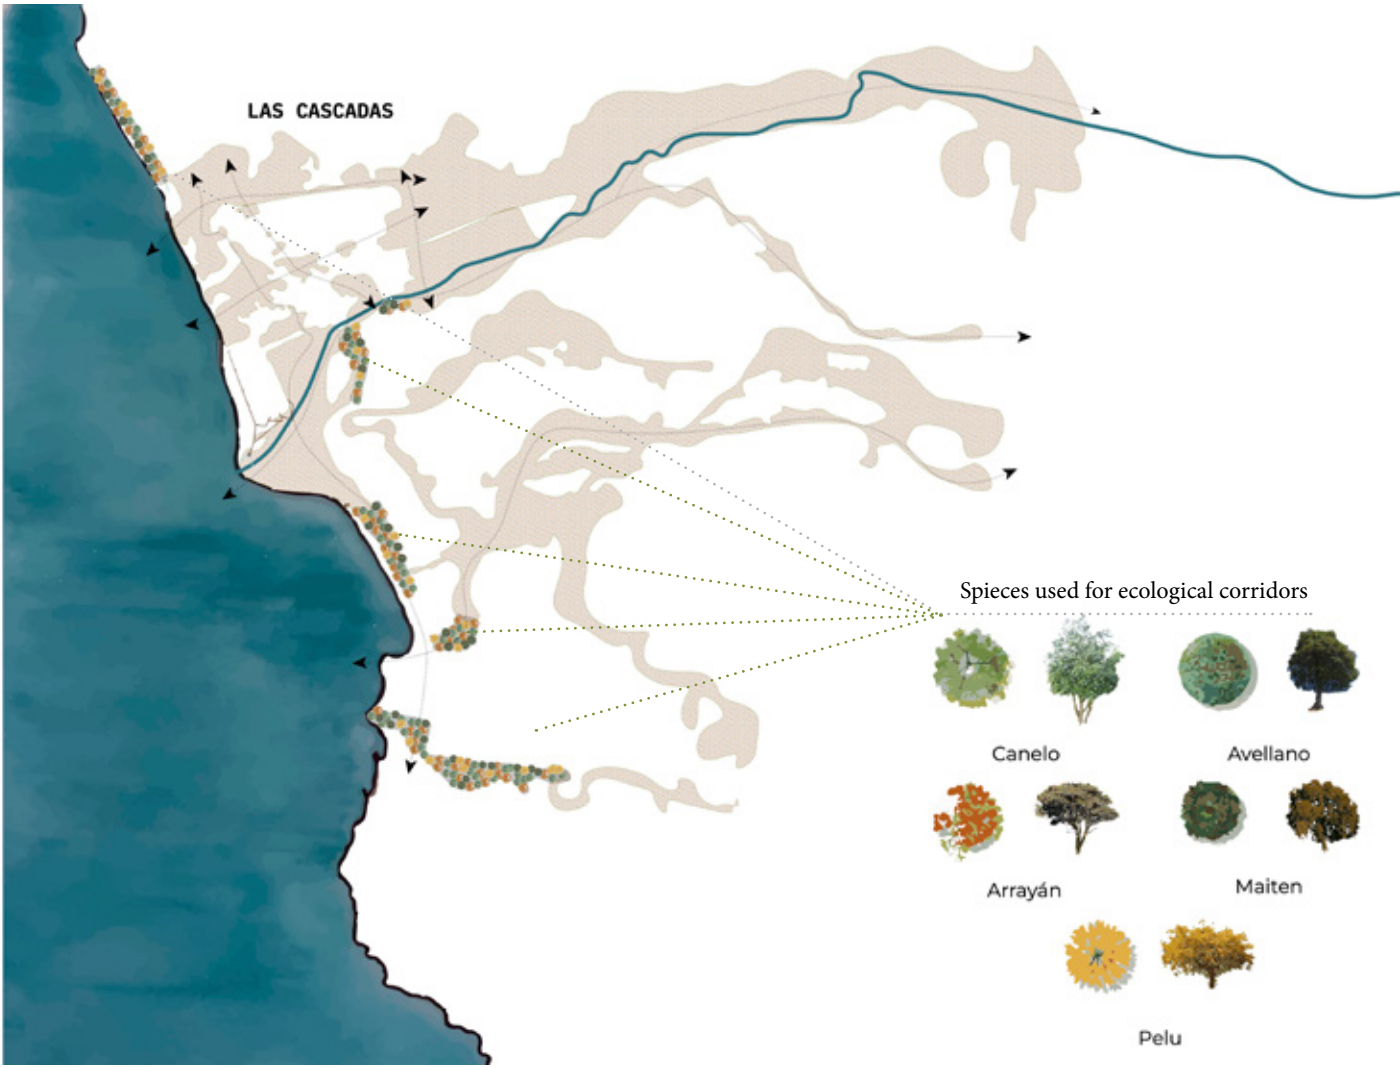 LAS CASCADAS
Spieces used for ecological corridors
Canelo
Avellano
Arrayán
Maiten
Pelu